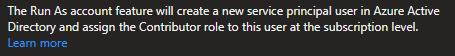 The Run As account feature will create a new service principal user in Azure Active
Directory and assign the Contributor role to this user at the subscription level.
Learn more